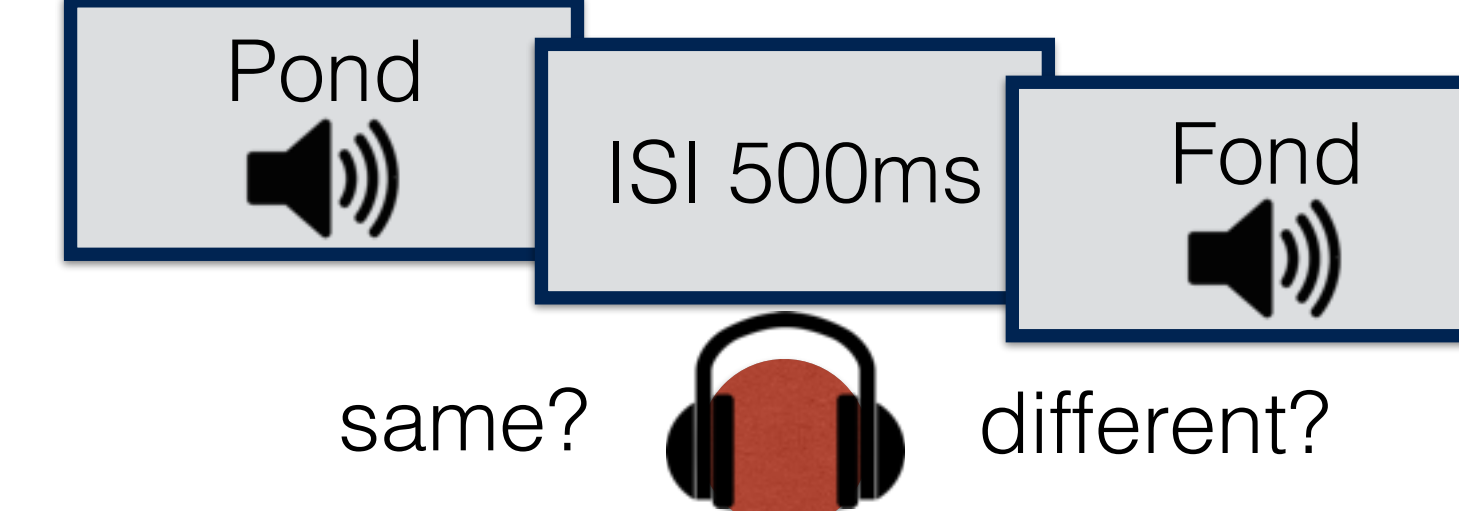 Pond
ISI 500ms
Fond
same?
different?